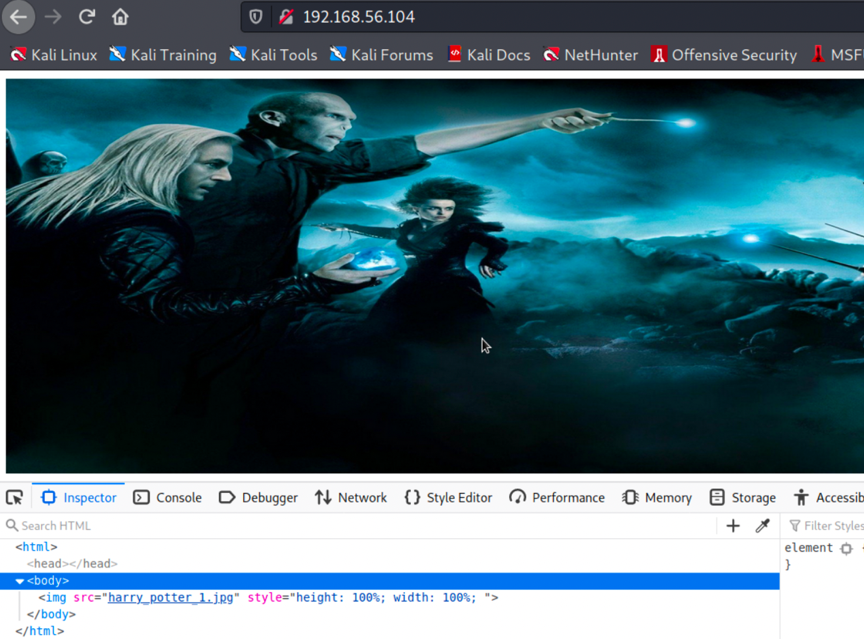 192.168.56.104
Kali Linux Kali Training Kali Tools Kali Forums Kali Docs NetHunter Offensive Security MSF
Inspector Console Debugger Network Style Editor Performance Memory Storage Accessib
Search HTML + Filter Styles
<html> element {
<head></head> }
<body>
<img src="harry_potter_1.jpg" style="height: 100%; width: 100%; ">
</body>
</html>